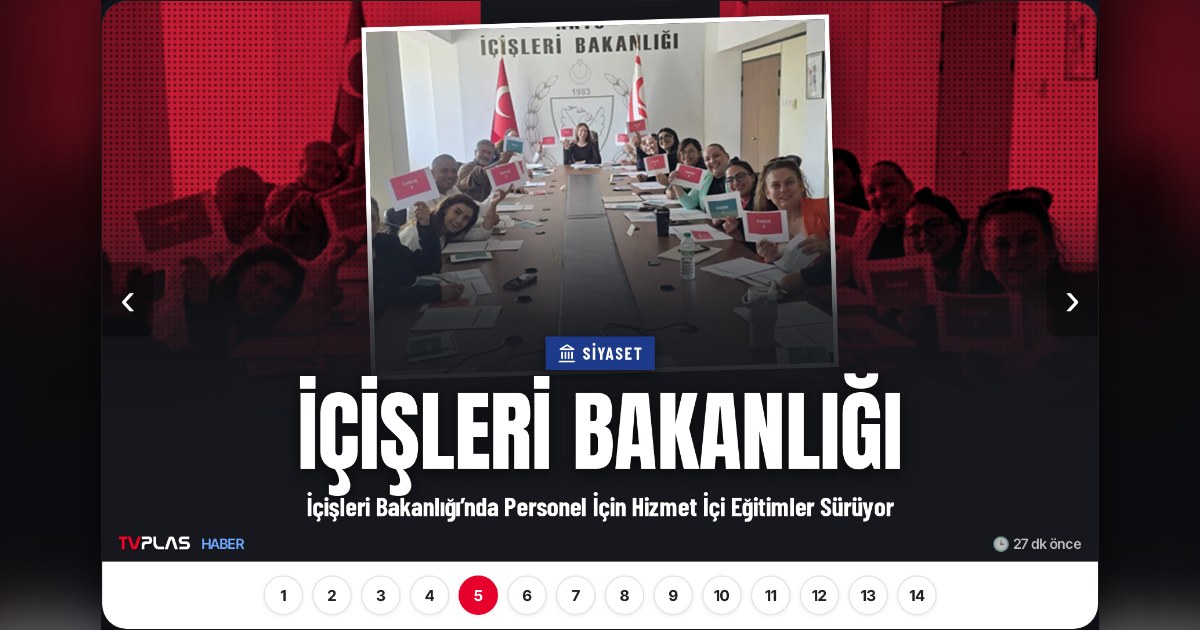 İÇİŞLERİ BAKANLIĞI
1983
SİYASET
İÇİŞLERİ BAKANLIĞI
İçişleri Bakanlığı’nda Personel İçin Hizmet İçi Eğitimler Sürüyor
TVPLAS HABER
27 dk önce
1 2 3 4 5 6 7 8 9 10 11 12 13 14